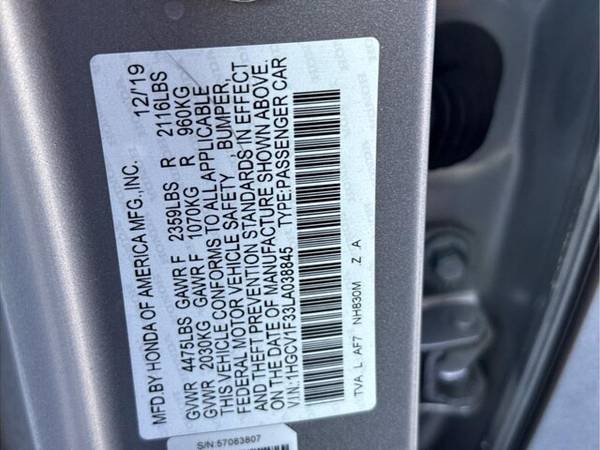 MFD.BY HONDA OF AMERICA MFG.,INC. 12/'19
GVWR 4475LBS GAWR F 2359LBS R 2116LBS
GVWR 2030KG GAWR F 1070KG R 960KG
THIS VEHICLE CONFORMS TO ALL APPLICABLE
FEDERAL MOTOR VEHICLE SAFETY , BUMPER,
AND THEFT PREVENTION STANDARDS IN EFFECT
ON THE DATE OF MANUFACTURE SHOWN ABOVE.
V.I.N.:1HGCV1F33LA038845 TYPE:PASSENGER CAR
TVA L AF7 NH830M .Z .A
S/N:57063807